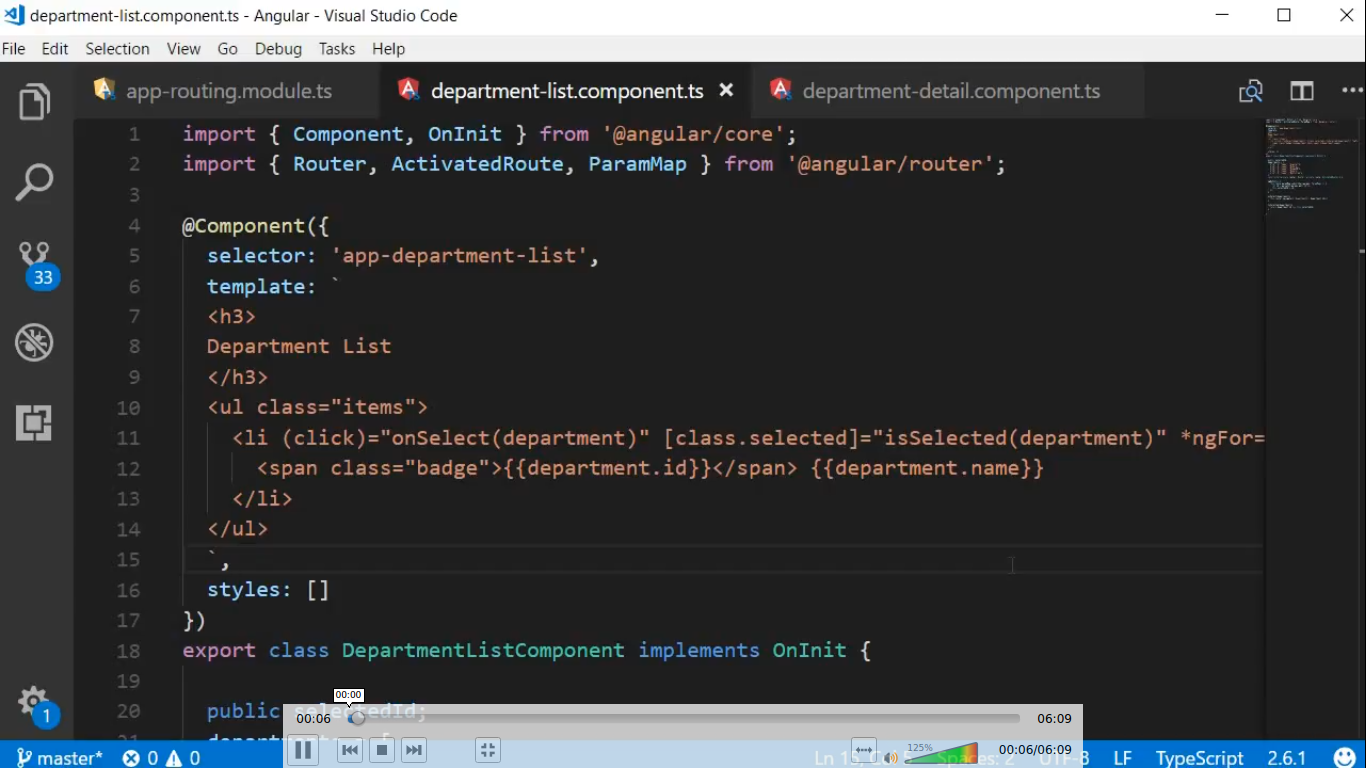 department-list.component.ts - Angular - Visual Studio Code
File Edit Selection View Go Debug Tasks Help
app-routing.module.ts department-list.component.ts department-detail.component.ts
1 import { Component, OnInit } from '@angular/core';
2 import { Router, ActivatedRoute, ParamMap } from '@angular/router';
3
4 @Component({
5 selector: 'app-department-list',
6 template: `
7 <h3>
8 Department List
9 </h3>
10 <ul class="items">
11 <li (click)="onSelect(department)" [class.selected]="isSelected(department)" *ngFor=
12 <span class="badge">{{department.id}}</span> {{department.name}}
13 </li>
14 </ul>
15 `,
16 styles: []
17 })
18 export class DepartmentListComponent implements OnInit {
19
20 public selectedId;
33
1
00:00
00:06 06:09
125% 00:06/06:09
master* 0 0 Spaces: 2 UTF-8 LF TypeScript 2.6.1